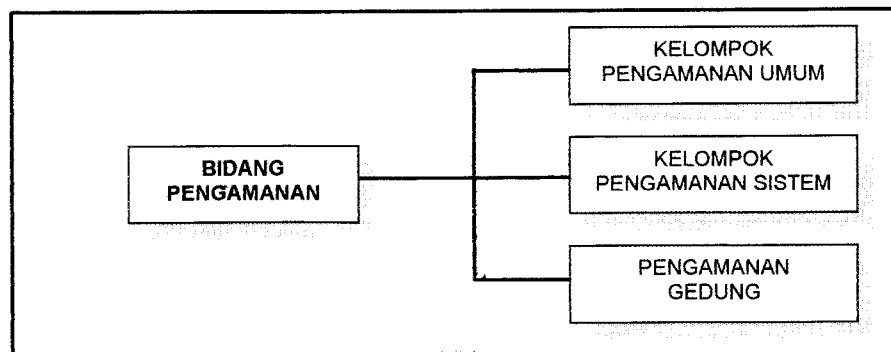 KELOMPOK
PENGAMANAN UMUM
BIDANG
PENGAMANAN
KELOMPOK
PENGAMANAN SISTEM
PENGAMANAN
GEDUNG